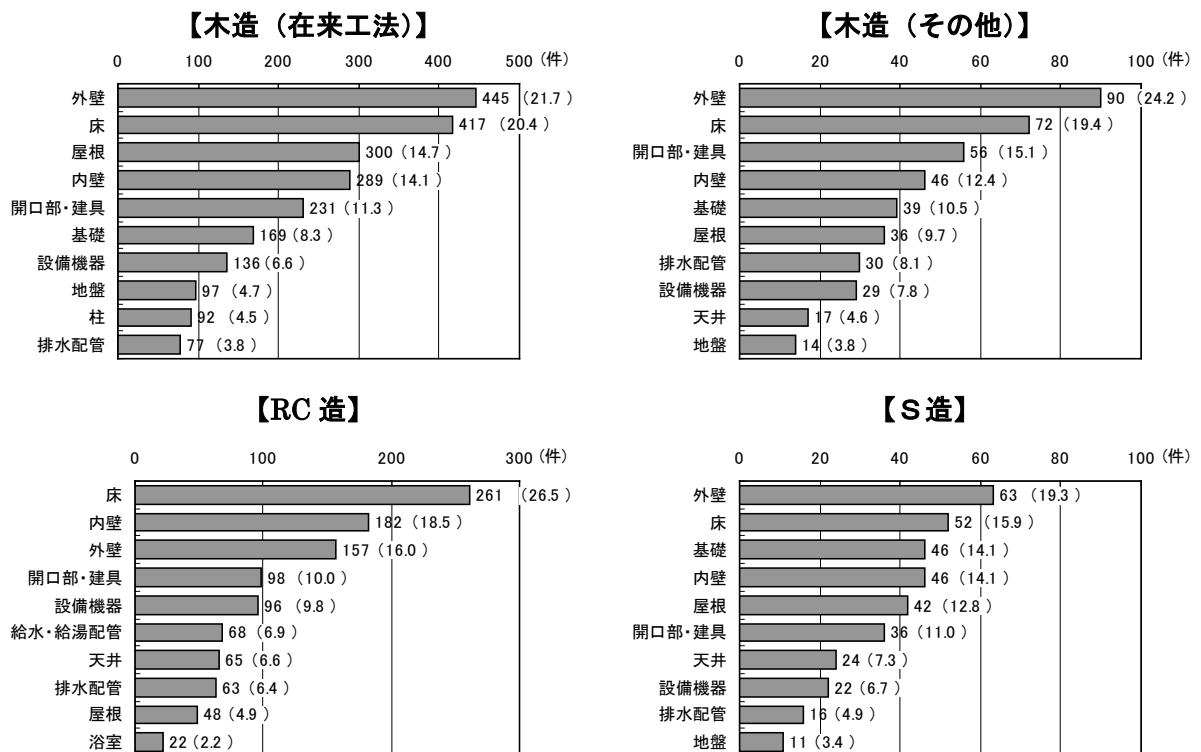 【木造（在来工法）】
0 100 200 300 400 500 （件）
外壁 445 （21.7 ）
床 417 （20.4 ）
屋根 300 （14.7 ）
内壁 289 （14.1 ）
開口部・建具 231 （11.3 ）
基礎 169 （8.3 ）
設備機器 136 （6.6 ）
地盤 97 （4.7 ）
柱 92 （4.5 ）
排水配管 77 （3.8 ）
【木造（その他）】
0 20 40 60 80 100 （件）
外壁 90 （24.2 ）
床 72 （19.4 ）
開口部・建具 56 （15.1 ）
内壁 46 （12.4 ）
基礎 39 （10.5 ）
屋根 36 （9.7 ）
排水配管 30 （8.1 ）
設備機器 29 （7.8 ）
天井 17 （4.6 ）
地盤 14 （3.8 ）
【RC 造】
0 100 200 300 （件）
床 261 （26.5 ）
内壁 182 （18.5 ）
外壁 157 （16.0 ）
開口部・建具 98 （10.0 ）
設備機器 96 （9.8 ）
給水・給湯配管 68 （6.9 ）
天井 65 （6.6 ）
排水配管 63 （6.4 ）
屋根 48 （4.9 ）
浴室 22 （2.2 ）
【Ｓ造】
0 20 40 60 80 100 （件）
外壁 63 （19.3 ）
床 52 （15.9 ）
基礎 46 （14.1 ）
内壁 46 （14.1 ）
屋根 42 （12.8 ）
開口部・建具 36 （11.0 ）
天井 24 （7.3 ）
設備機器 22 （6.7 ）
排水配管 16 （4.9 ）
地盤 11 （3.4 ）